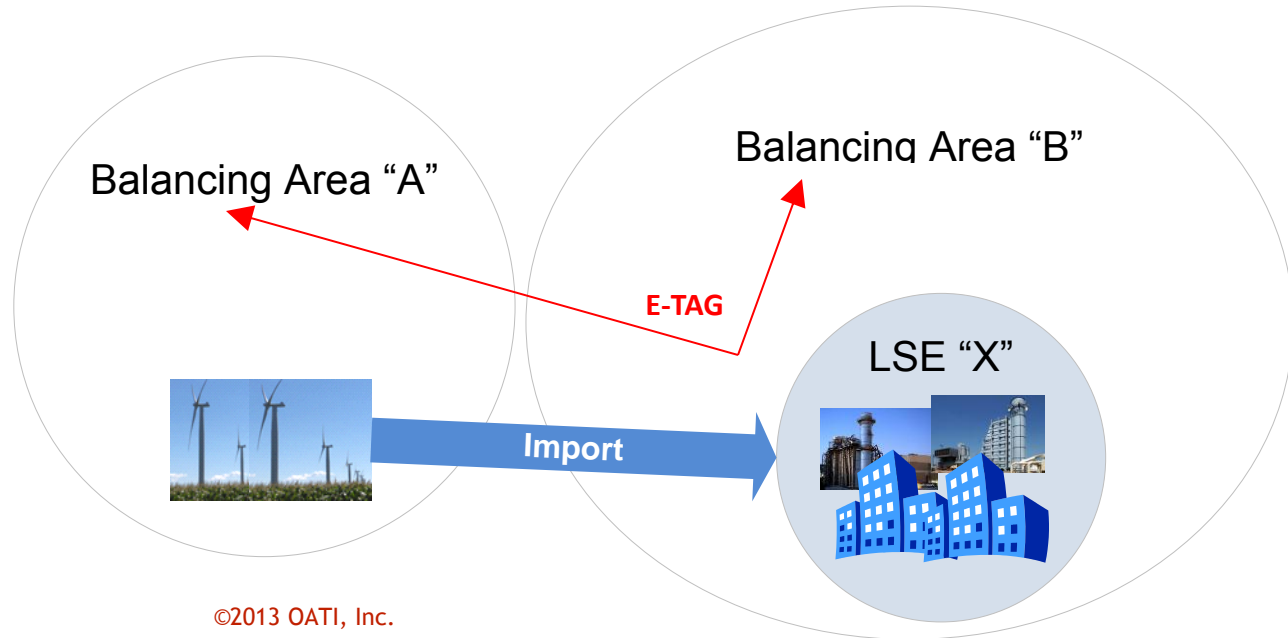 Balancing Area “B”
Balancing Area “A”
E-TAG
LSE “X”
Import
©2013 OATI, Inc.